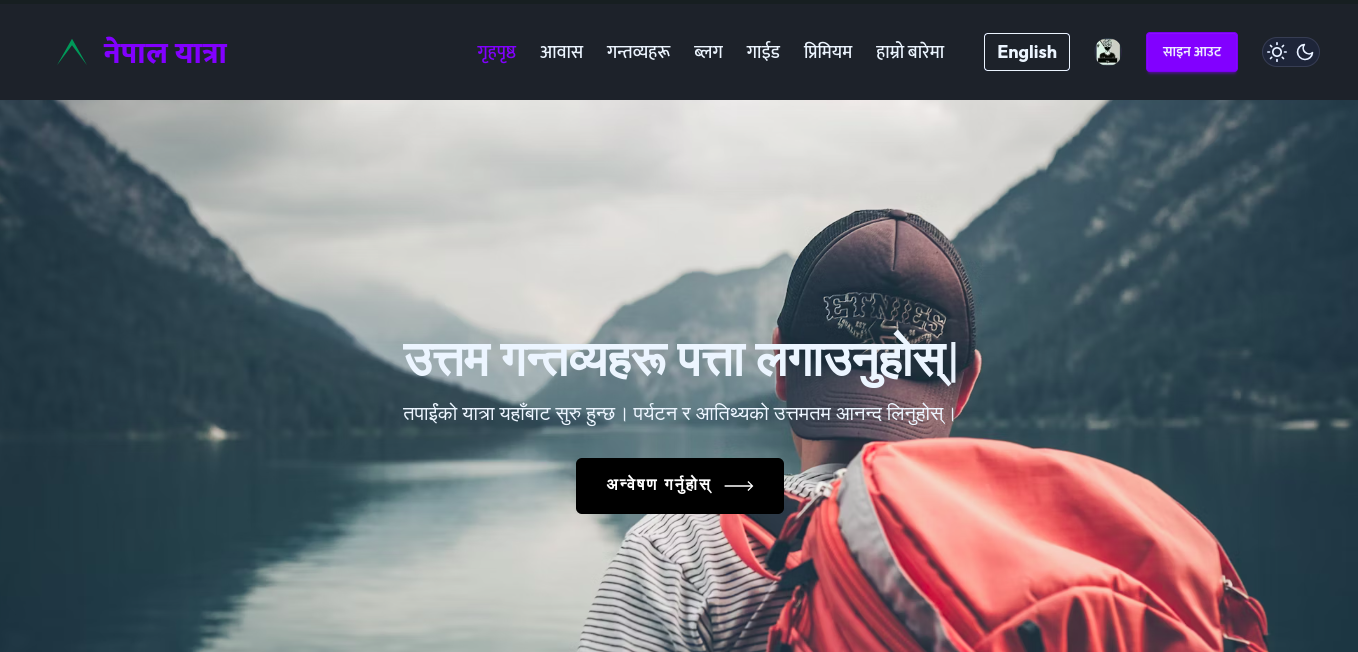 नेपाल यात्रा
गृहपृष्ठ आवास गन्तव्यहरू ब्लग गाईड प्रिमियम हाम्रो बारेमा English साइन आउट
ETNIES
उत्तम गन्तव्यहरू पत्ता लगाउनुहोस्|
तपाईंको यात्रा यहाँबाट सुरु हुन्छ । पर्यटन र आतिथ्यको उत्तमतम आनन्द लिनुहोस् ।
अन्वेषण गर्नुहोस्